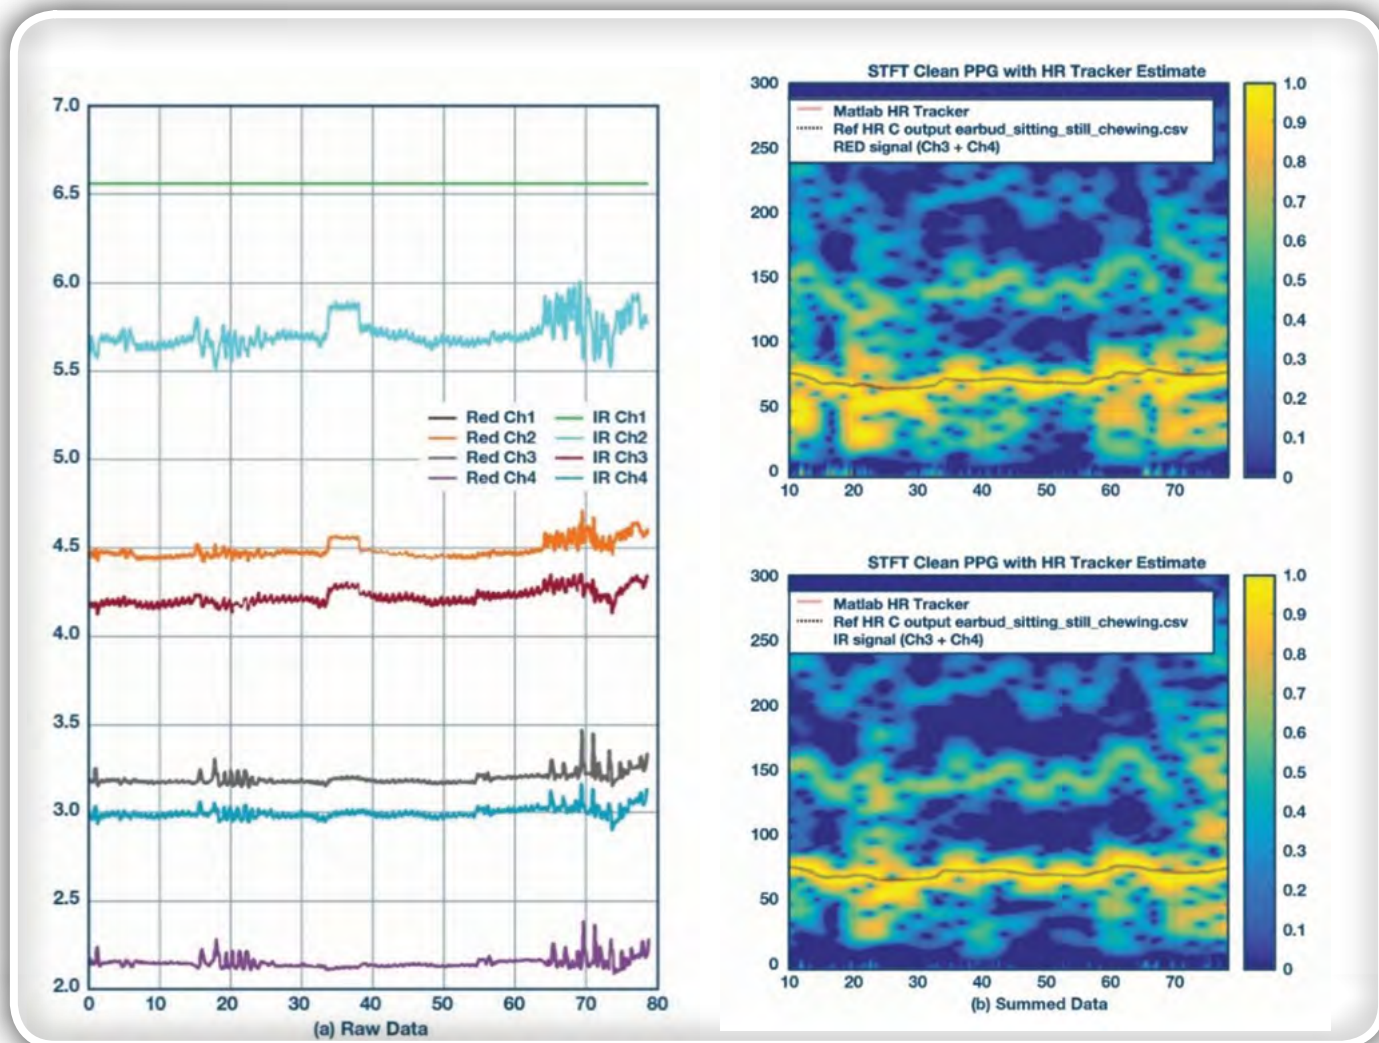 7.0
6.5
6.0
5.5
5.0
4.5
4.0
3.5
3.0
2.5
2.0
0 10 20 30 40 50 60 70 80
Red Ch1 IR Ch1
Red Ch2 IR Ch2
Red Ch3 IR Ch3
Red Ch4 IR Ch4
(a) Raw Data
STFT Clean PPG with HR Tracker Estimate
Matlab HR Tracker
Ref HR C output earbud_sitting_still_chewing.csv
RED signal (Ch3 + Ch4)
300
250
200
150
100
50
0
10 20 30 40 50 60 70
1.0
0.9
0.8
0.7
0.6
0.5
0.4
0.3
0.2
0.1
0
STFT Clean PPG with HR Tracker Estimate
Matlab HR Tracker
Ref HR C output earbud_sitting_still_chewing.csv
IR signal (Ch3 + Ch4)
300
250
200
150
100
50
0
10 20 30 40 50 60 70
1.0
0.9
0.8
0.7
0.6
0.5
0.4
0.3
0.2
0.1
0
(b) Summed Data